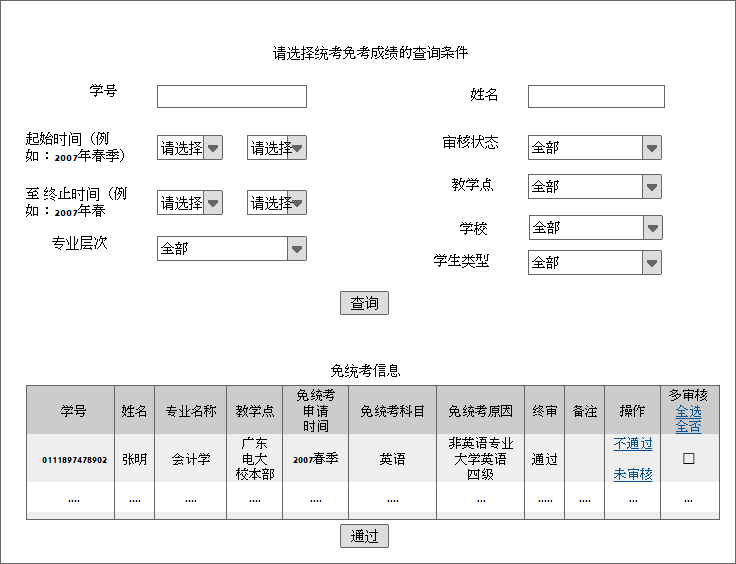 请选择统考免考成绩的查询条件
学号
姓名
起始时间（例
如：2007年春季）
请选择
请选择
审核状态
全部
教学点
全部
至 终止时间（例
如：2007年春
请选择
请选择
学校
全部
专业层次
全部
学生类型
全部
查询
免统考信息
学号
姓名
专业名称
教学点
免统考
申请
时间
免统考科目
免统考原因
终审
备注
操作
多审核
全选
全否
0111897478902
张明
会计学
广东
电大
校本部
2007春季
英语
非英语专业
大学英语
四级
通过
不通过
未审核
....
....
....
....
....
....
...
.....
....
...
...
通过